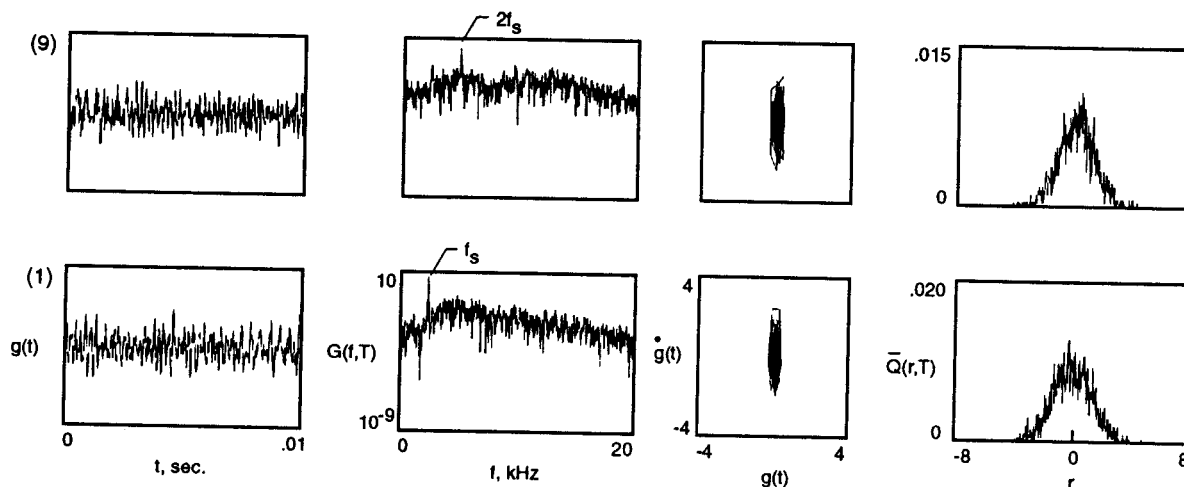 (9)
2f_s
.015
0
(1)
g(t)
0
.01
t, sec.
f_s
10
G(f,T)
10^-9
0
20
f, kHz
4
ġ(t)
-4
-4
4
g(t)
.020
Q̅(r,T)
0
-8
0
8
r